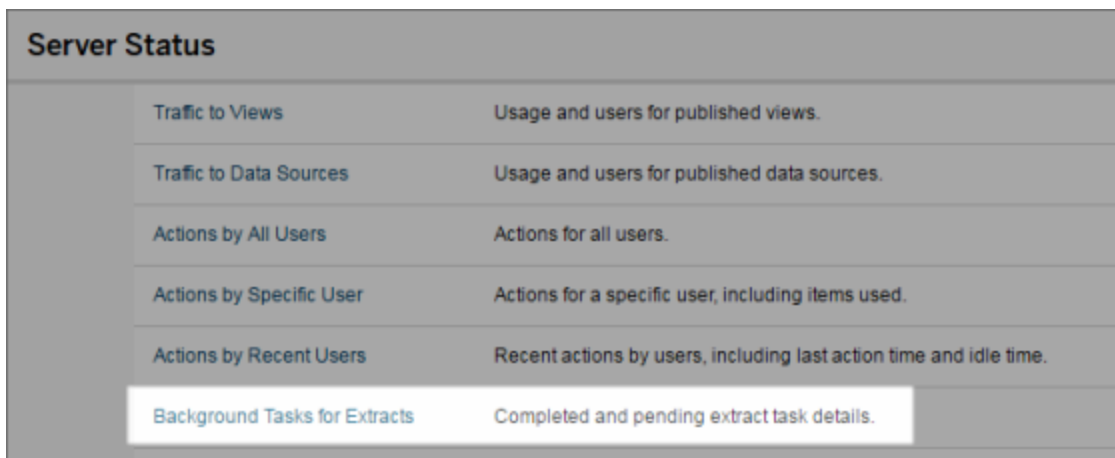 Server Status
Traffic to Views Usage and users for published views.
Traffic to Data Sources Usage and users for published data sources.
Actions by All Users Actions for all users.
Actions by Specific User Actions for a specific user, including items used.
Actions by Recent Users Recent actions by users, including last action time and idle time.
Background Tasks for Extracts Completed and pending extract task details.